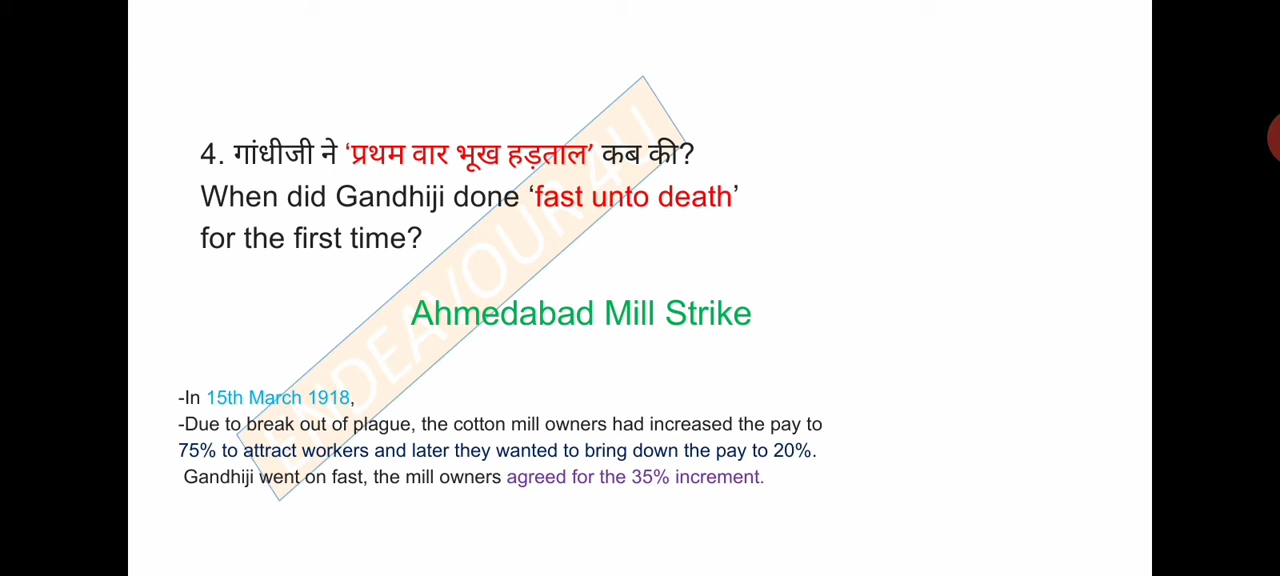 4. गांधीजी ने ‘प्रथम वार भूख हड़ताल’ कब की?
When did Gandhiji done ‘fast unto death’
for the first time?
ENDEAVOUR 4U
Ahmedabad Mill Strike
-In 15th March 1918,
-Due to break out of plague, the cotton mill owners had increased the pay to
75% to attract workers and later they wanted to bring down the pay to 20%.
Gandhiji went on fast, the mill owners agreed for the 35% increment.